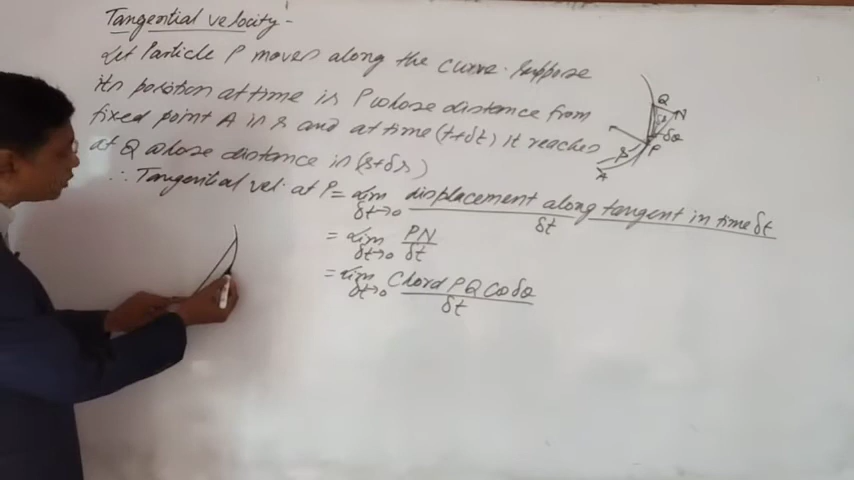 Tangential velocity:-
Let Particle P moves along the curve. Suppose
its position at time is P whose distance from
fixed point A is s and at time (t+δt) it reaches
at Q whose distance is (s+δs)
∴ Tangential vel. at P = Lim δt→0 displacement along tangent in time δt / δt
= Lim δt→0 PN / δt
= Lim δt→0 Chord PQ Cos δθ / δt
Q
N
δθ
P
s
A